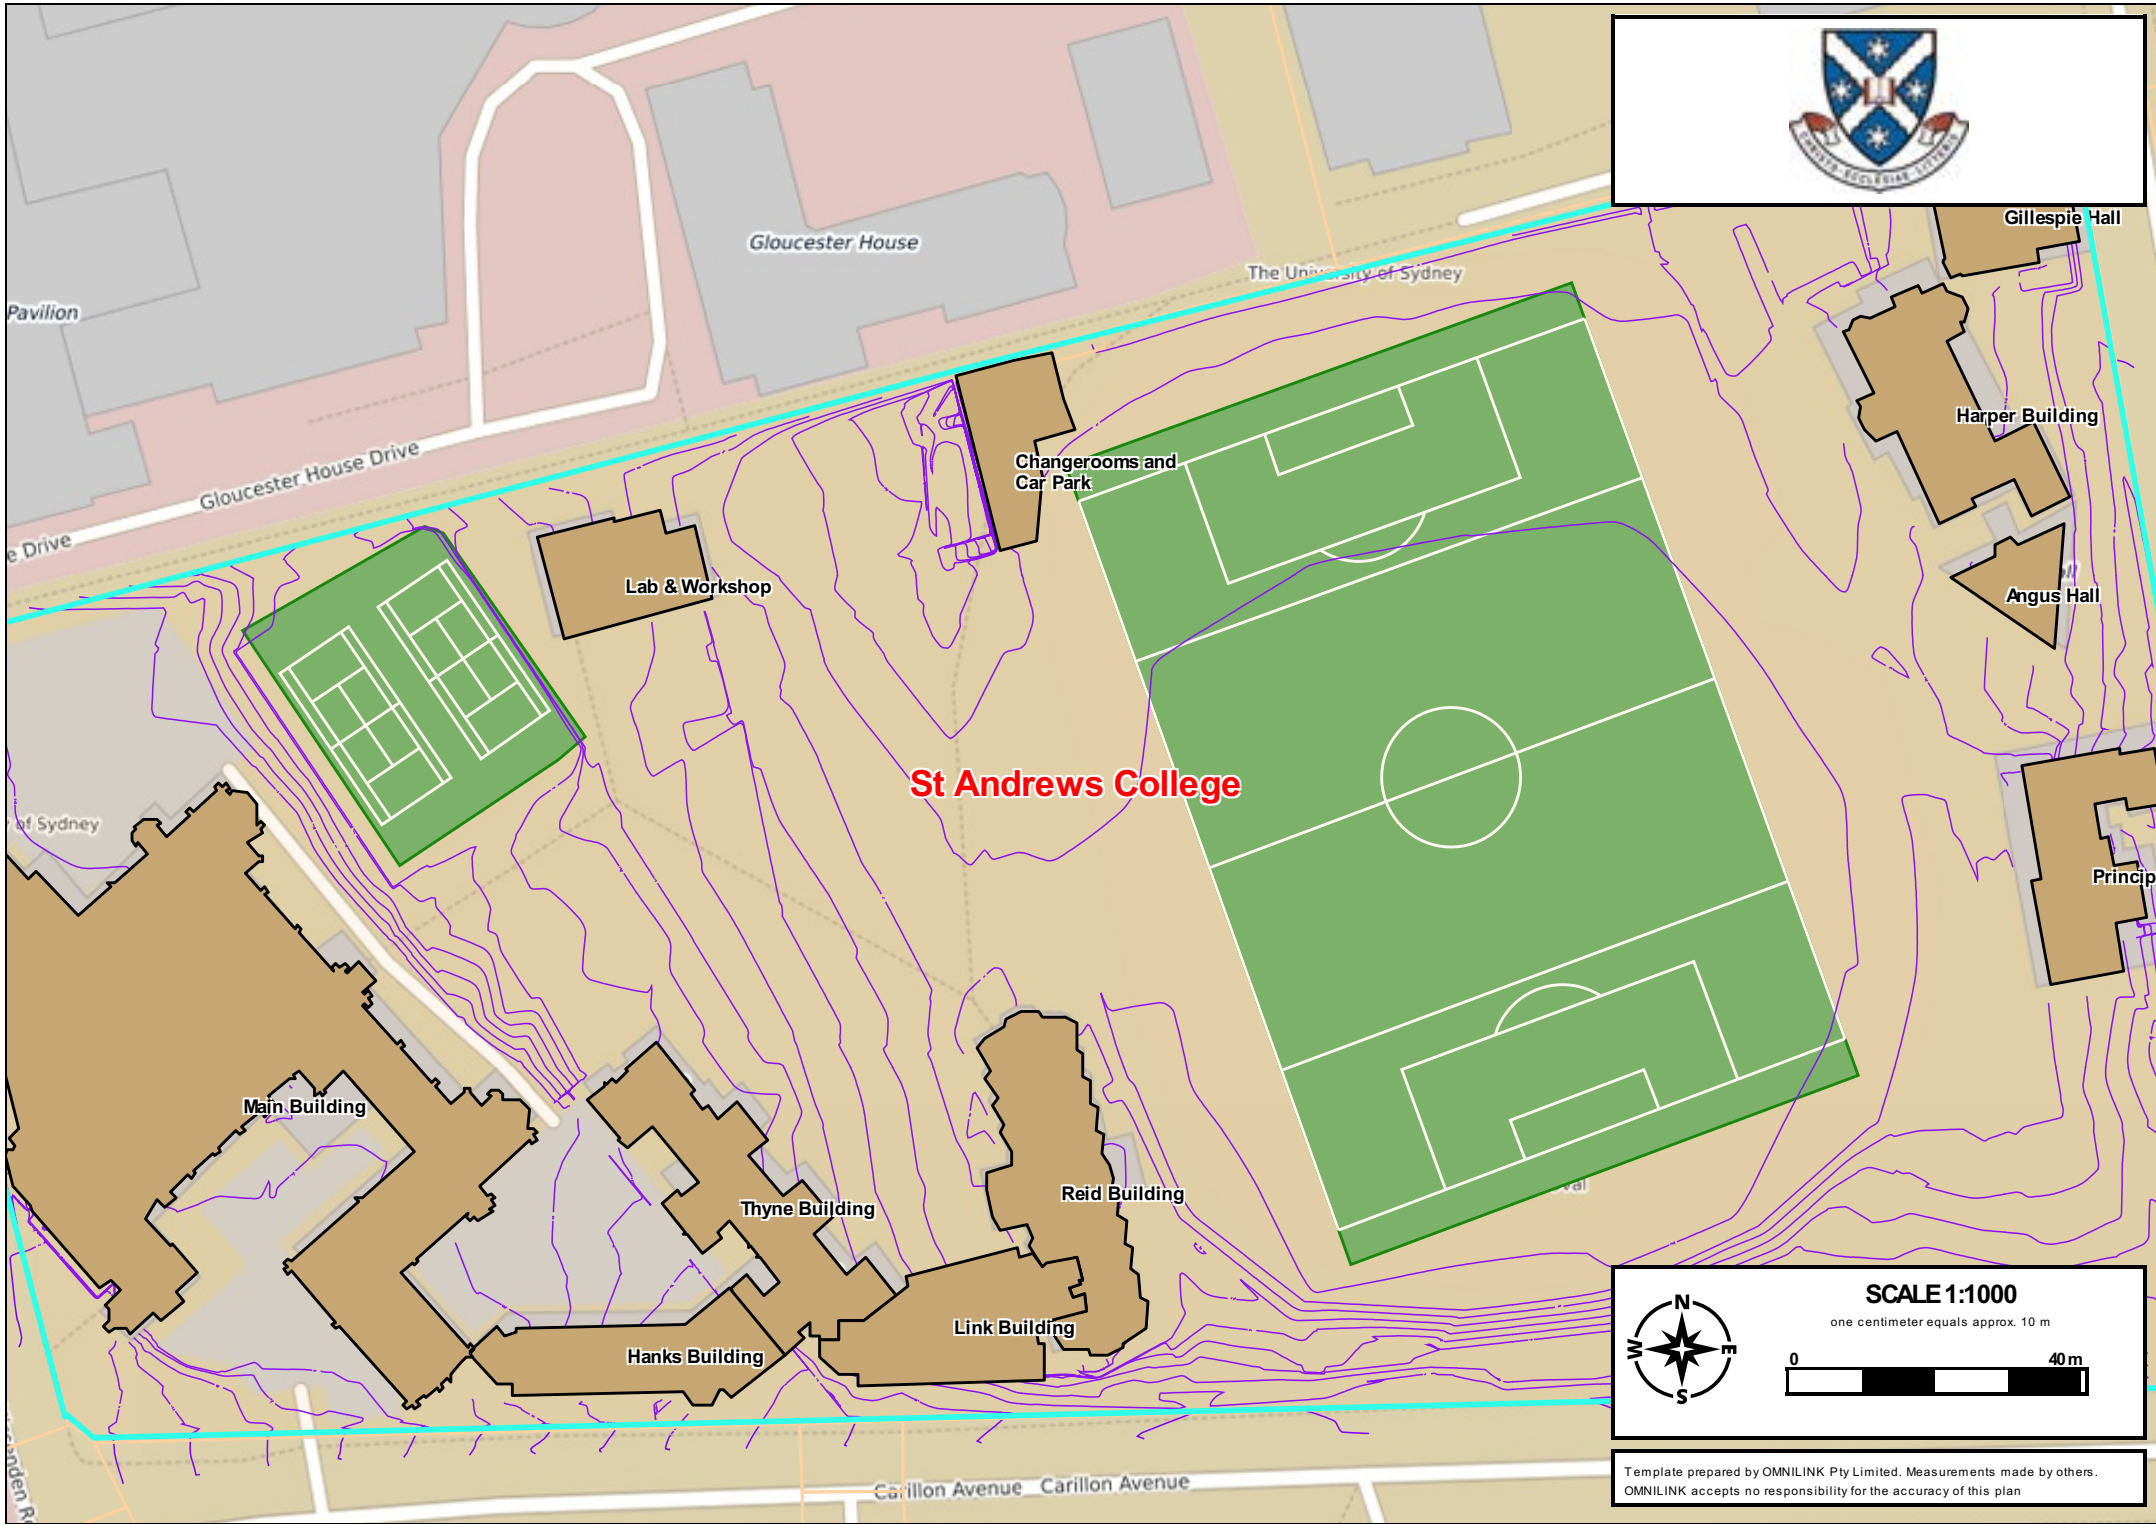 CHRISTO-ECCLESIAE-LITTERIS
Gillespie Hall
Gloucester House
The University of Sydney
Pavilion
Harper Building
Changerooms and
Car Park
Gloucester House Drive
e Drive
Lab & Workshop
Angus Hall
St Andrews College
of Sydney
Princip
Main Building
Reid Building
Thyne Building
Link Building
Hanks Building
N
W
E
S
SCALE 1:1000
one centimeter equals approx. 10 m
0
40 m
Carillon Avenue
Carillon Avenue
Template prepared by OMNILINK Pty Limited. Measurements made by others.
OMNILINK accepts no responsibility for the accuracy of this plan